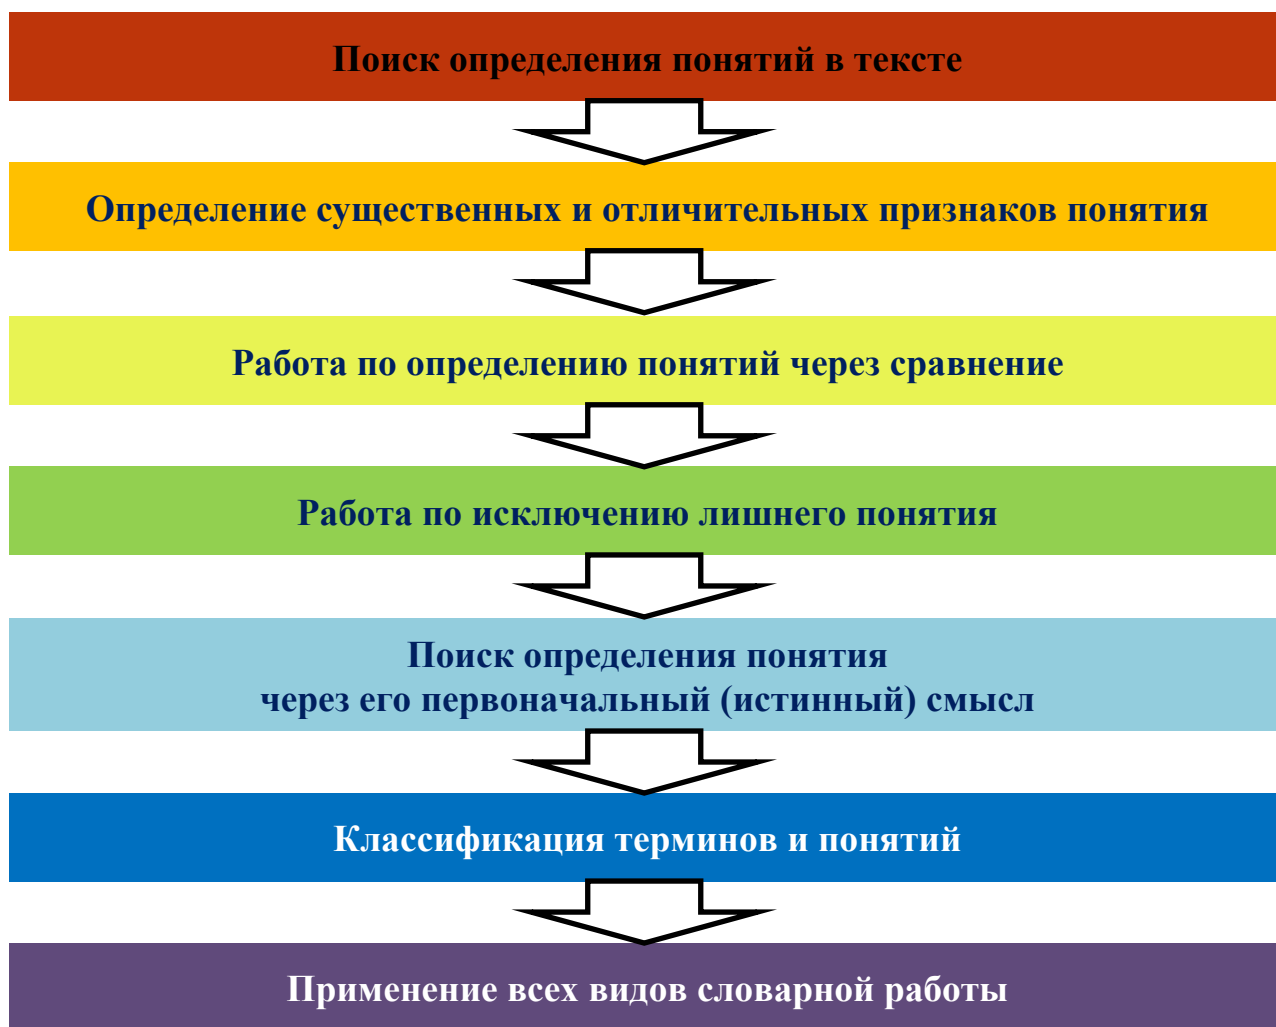 Поиск определения понятий в тексте
Определение существенных и отличительных признаков понятия
Работа по определению понятий через сравнение
Работа по исключению лишнего понятия
Поиск определения понятия
через его первоначальный (истинный) смысл
Классификация терминов и понятий
Применение всех видов словарной работы